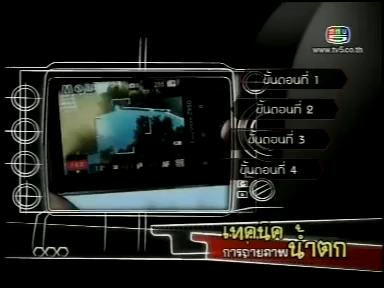 www.tv5.co.th
ขั้นตอนที่ 1
ขั้นตอนที่ 2
ขั้นตอนที่ 3
ขั้นตอนที่ 4
AF
เทคนิค
การถ่ายภาพ น้ำตก